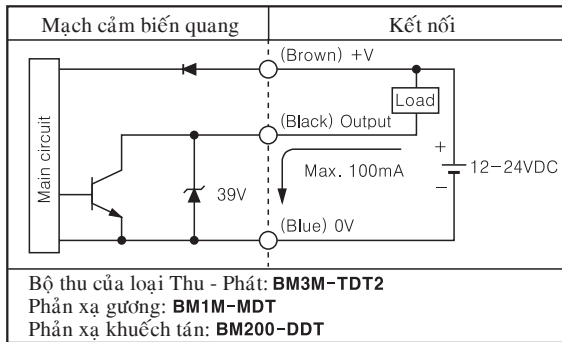 Mạch cảm biến quang
Kết nối
(Brown) +V
Load
(Black) Output
Main circuit
Max. 100mA
+
12-24VDC
−
39V
(Blue) 0V
Bộ thu của loại Thu - Phát: BM3M-TDT2
Phản xạ gương: BM1M-MDT
Phản xạ khuếch tán: BM200-DDT